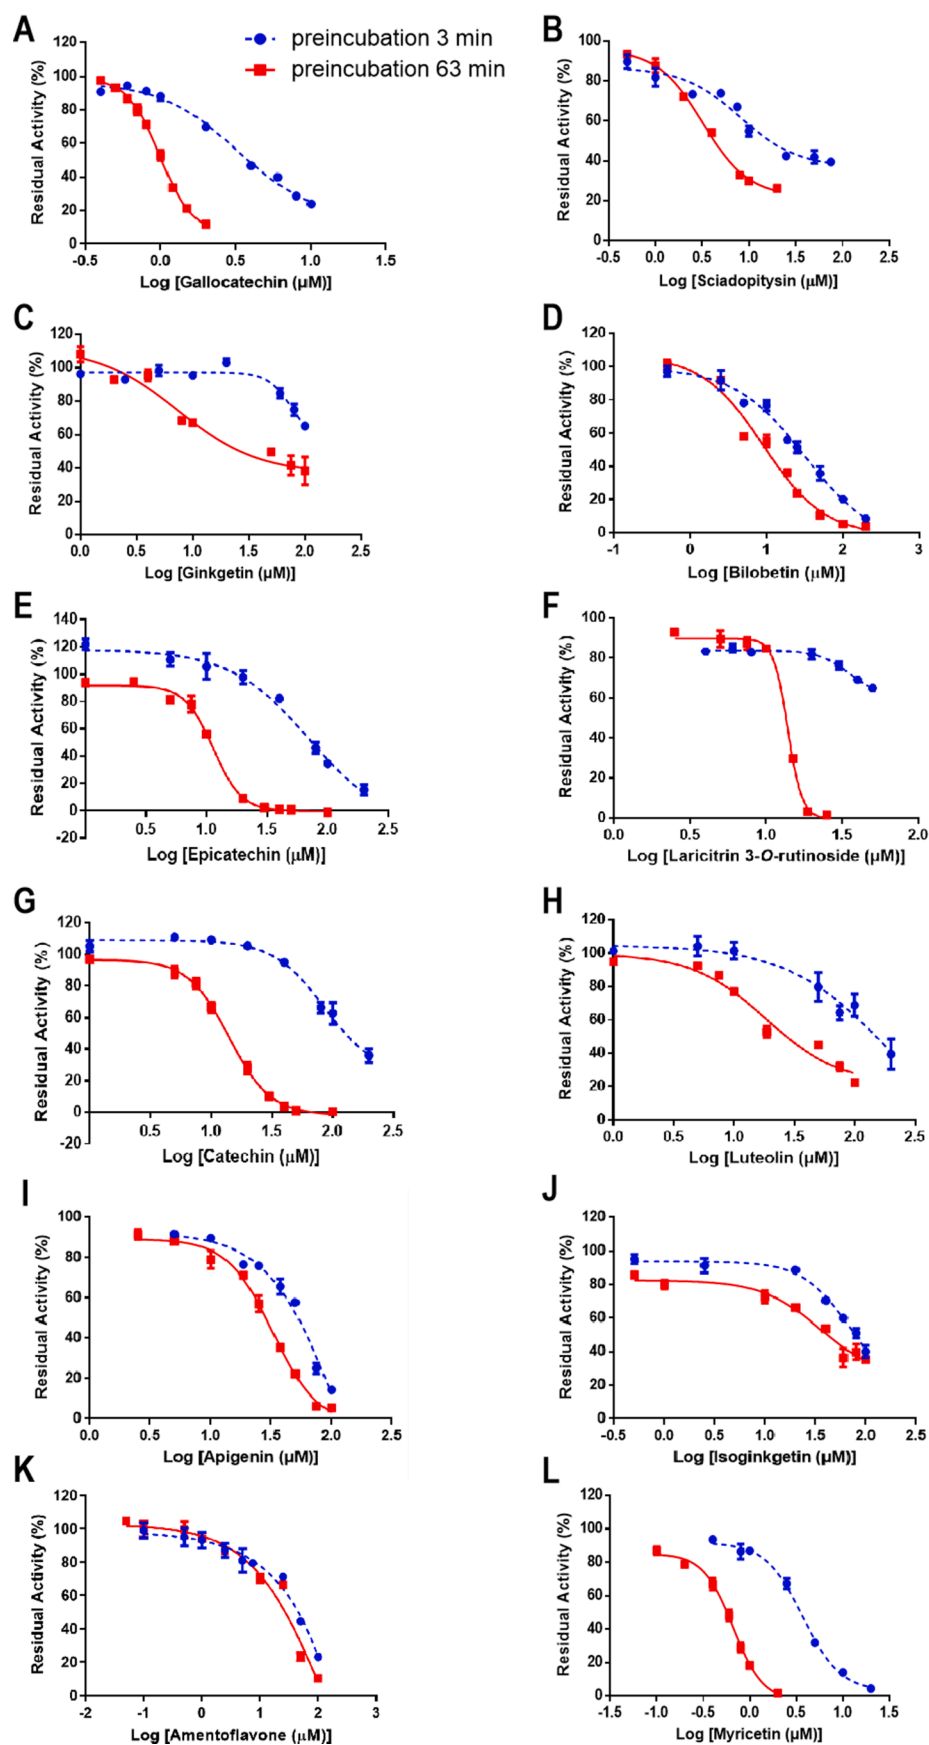 A
preincubation 3 min
preincubation 63 min
Residual Activity (%)
120
100
80
60
40
20
0
-0.5 0.0 0.5 1.0 1.5
Log [Gallocatechin (µM)]
B
Residual Activity (%)
100
80
60
40
20
0
-0.5 0.0 0.5 1.0 1.5 2.0 2.5
Log [Sciadopitysin (µM)]
C
Residual Activity (%)
120
100
80
60
40
20
0
0.0 0.5 1.0 1.5 2.0 2.5
Log [Ginkgetin (µM)]
D
Residual Activity (%)
120
100
80
60
40
20
0
-1 0 1 2 3
Log [Bilobetin (µM)]
E
Residual Activity (%)
140
120
100
80
60
40
20
0
-20
0.5 1.0 1.5 2.0 2.5
Log [Epicatechin (µM)]
F
Residual Activity (%)
100
80
60
40
20
0
0.0 0.5 1.0 1.5 2.0
Log [Laricitrin 3-O-rutinoside (µM)]
G
Residual Activity (%)
120
100
80
60
40
20
0
-20
0.5 1.0 1.5 2.0 2.5
Log [Catechin (µM)]
H
Residual Activity (%)
120
100
80
60
40
20
0
0.0 0.5 1.0 1.5 2.0 2.5
Log [Luteolin (µM)]
I
Residual Activity (%)
100
80
60
40
20
0
0.0 0.5 1.0 1.5 2.0 2.5
Log [Apigenin (µM)]
J
Residual Activity (%)
120
100
80
60
40
20
0
-0.5 0.0 0.5 1.0 1.5 2.0 2.5
Log [Isoginkgetin (µM)]
K
Residual Activity (%)
120
100
80
60
40
20
0
-2 -1 0 1 2 3
Log [Amentoflavone (µM)]
L
Residual Activity (%)
120
100
80
60
40
20
0
-1.5 -1.0 -0.5 0.0 0.5 1.0 1.5
Log [Myricetin (µM)]